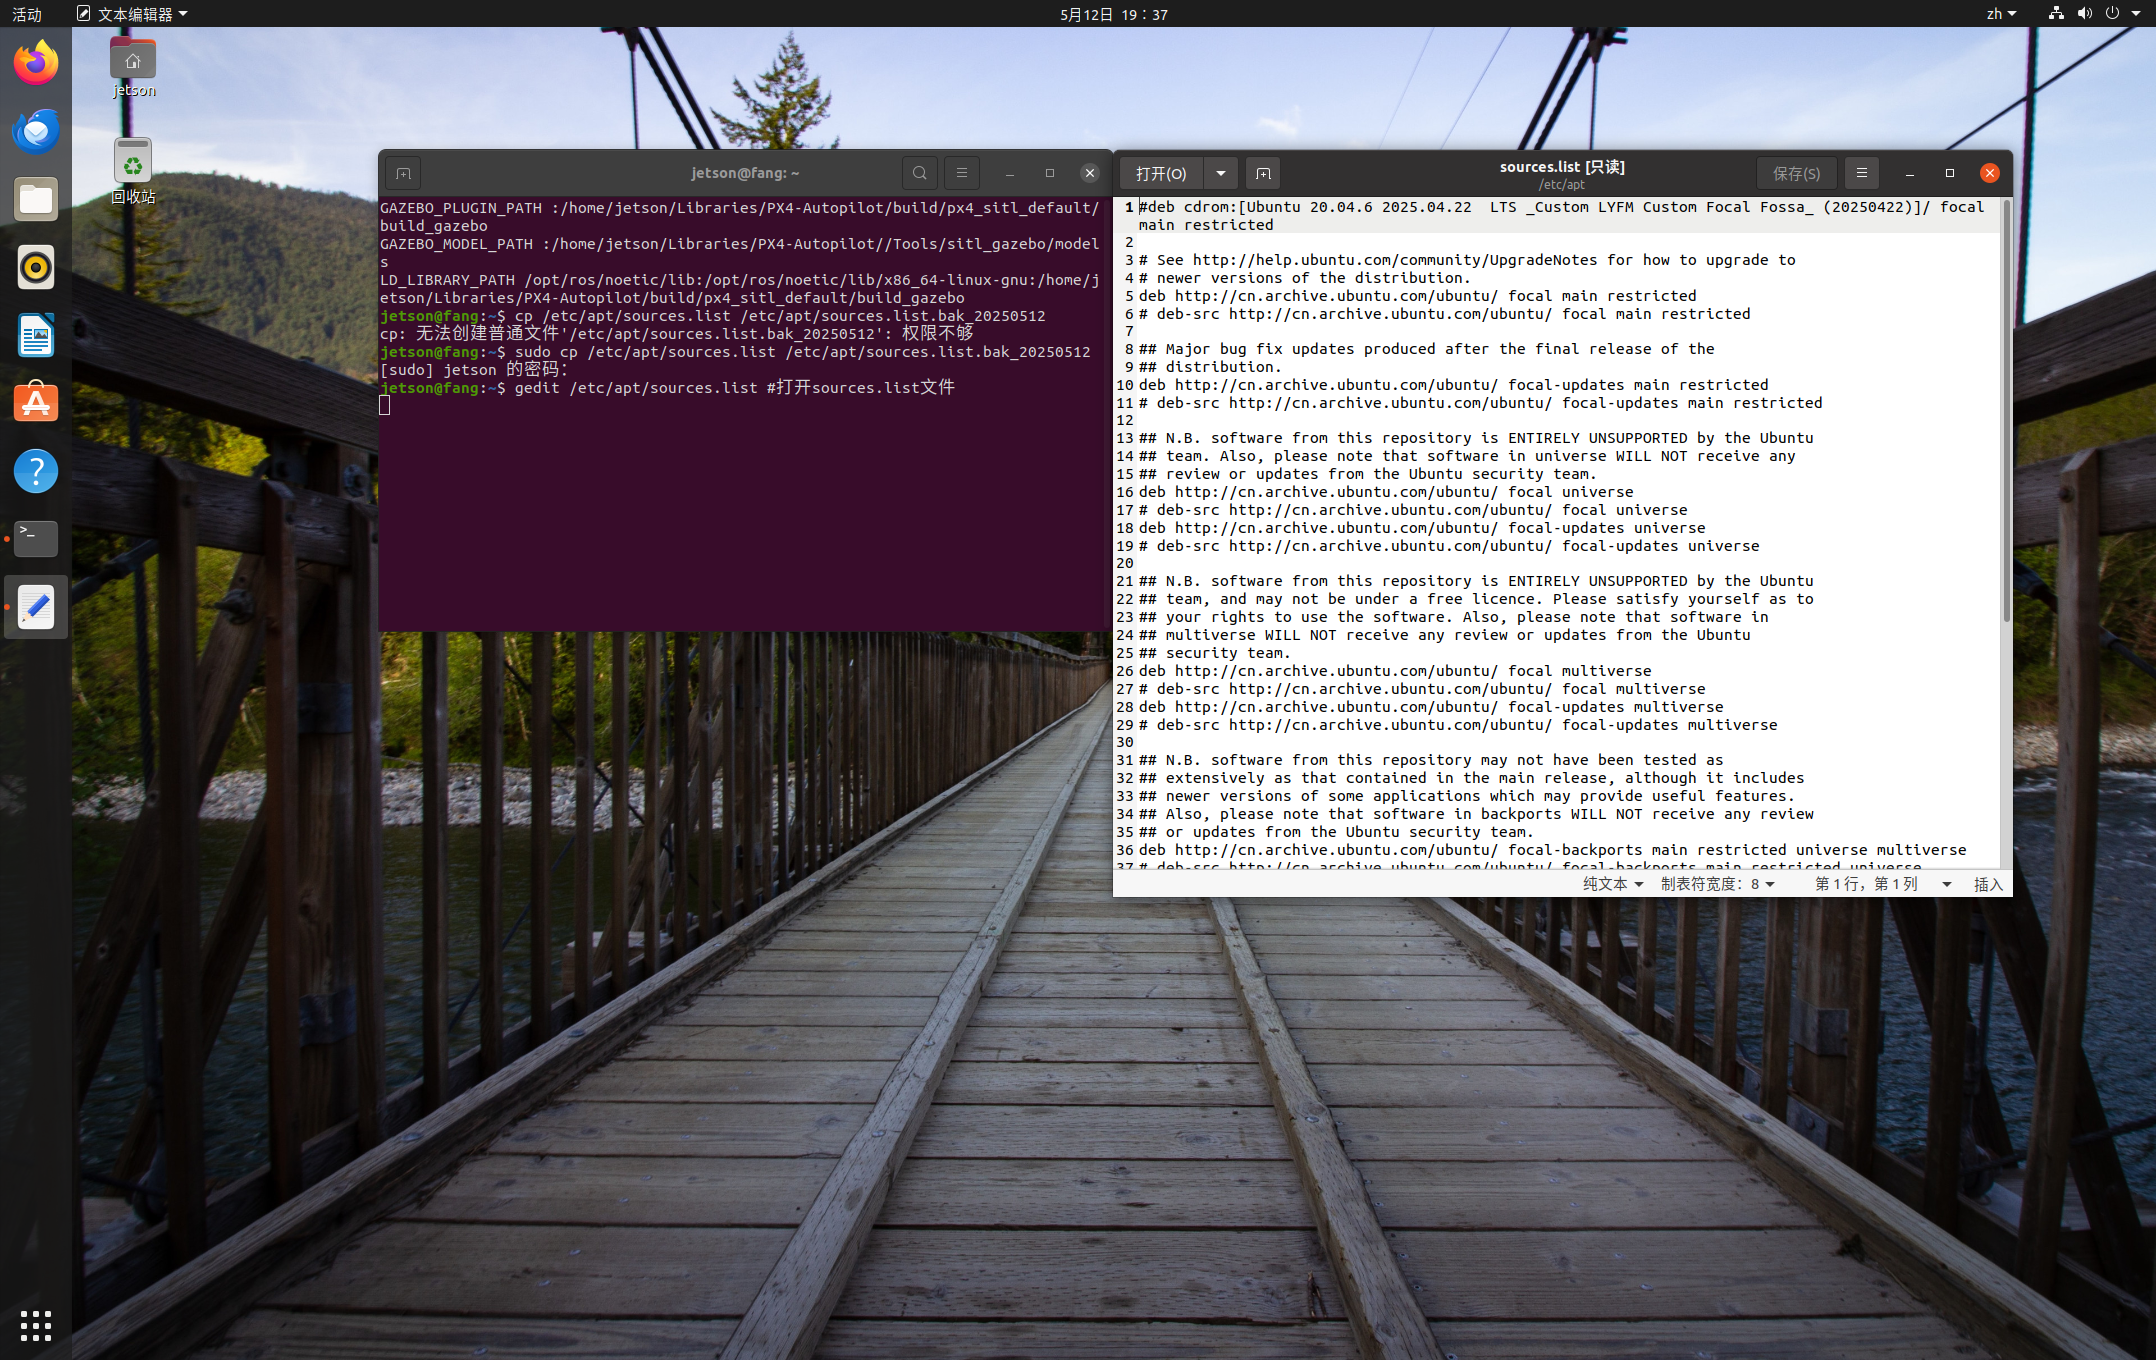 活动
文本编辑器
5月12日 19：37
zh
jetson
回收站
jetson@fang: ~
GAZEBO_PLUGIN_PATH :/home/jetson/Libraries/PX4-Autopilot/build/px4_sitl_default/
build_gazebo
GAZEBO_MODEL_PATH :/home/jetson/Libraries/PX4-Autopilot//Tools/sitl_gazebo/model
s
LD_LIBRARY_PATH /opt/ros/noetic/lib:/opt/ros/noetic/lib/x86_64-linux-gnu:/home/j
etson/Libraries/PX4-Autopilot/build/px4_sitl_default/build_gazebo
jetson@fang:~$ cp /etc/apt/sources.list /etc/apt/sources.list.bak_20250512
cp: 无法创建普通文件'/etc/apt/sources.list.bak_20250512': 权限不够
jetson@fang:~$ sudo cp /etc/apt/sources.list /etc/apt/sources.list.bak_20250512
[sudo] jetson 的密码：
jetson@fang:~$ gedit /etc/apt/sources.list #打开sources.list文件
打开(O)
sources.list [只读]
/etc/apt
保存(S)
1 #deb cdrom:[Ubuntu 20.04.6 2025.04.22  LTS _Custom LYFM Custom Focal Fossa_ (20250422)]/ focal
main restricted
2
3 # See http://help.ubuntu.com/community/UpgradeNotes for how to upgrade to
4 # newer versions of the distribution.
5 deb http://cn.archive.ubuntu.com/ubuntu/ focal main restricted
6 # deb-src http://cn.archive.ubuntu.com/ubuntu/ focal main restricted
7
8 ## Major bug fix updates produced after the final release of the
9 ## distribution.
10 deb http://cn.archive.ubuntu.com/ubuntu/ focal-updates main restricted
11 # deb-src http://cn.archive.ubuntu.com/ubuntu/ focal-updates main restricted
12
13 ## N.B. software from this repository is ENTIRELY UNSUPPORTED by the Ubuntu
14 ## team. Also, please note that software in universe WILL NOT receive any
15 ## review or updates from the Ubuntu security team.
16 deb http://cn.archive.ubuntu.com/ubuntu/ focal universe
17 # deb-src http://cn.archive.ubuntu.com/ubuntu/ focal universe
18 deb http://cn.archive.ubuntu.com/ubuntu/ focal-updates universe
19 # deb-src http://cn.archive.ubuntu.com/ubuntu/ focal-updates universe
20
21 ## N.B. software from this repository is ENTIRELY UNSUPPORTED by the Ubuntu
22 ## team, and may not be under a free licence. Please satisfy yourself as to
23 ## your rights to use the software. Also, please note that software in
24 ## multiverse WILL NOT receive any review or updates from the Ubuntu
25 ## security team.
26 deb http://cn.archive.ubuntu.com/ubuntu/ focal multiverse
27 # deb-src http://cn.archive.ubuntu.com/ubuntu/ focal multiverse
28 deb http://cn.archive.ubuntu.com/ubuntu/ focal-updates multiverse
29 # deb-src http://cn.archive.ubuntu.com/ubuntu/ focal-updates multiverse
30
31 ## N.B. software from this repository may not have been tested as
32 ## extensively as that contained in the main release, although it includes
33 ## newer versions of some applications which may provide useful features.
34 ## Also, please note that software in backports WILL NOT receive any review
35 ## or updates from the Ubuntu security team.
36 deb http://cn.archive.ubuntu.com/ubuntu/ focal-backports main restricted universe multiverse
37 # deb-src http://cn.archive.ubuntu.com/ubuntu/ focal-backports main restricted universe
纯文本 制表符宽度：8 第 1 行，第 1 列 插入